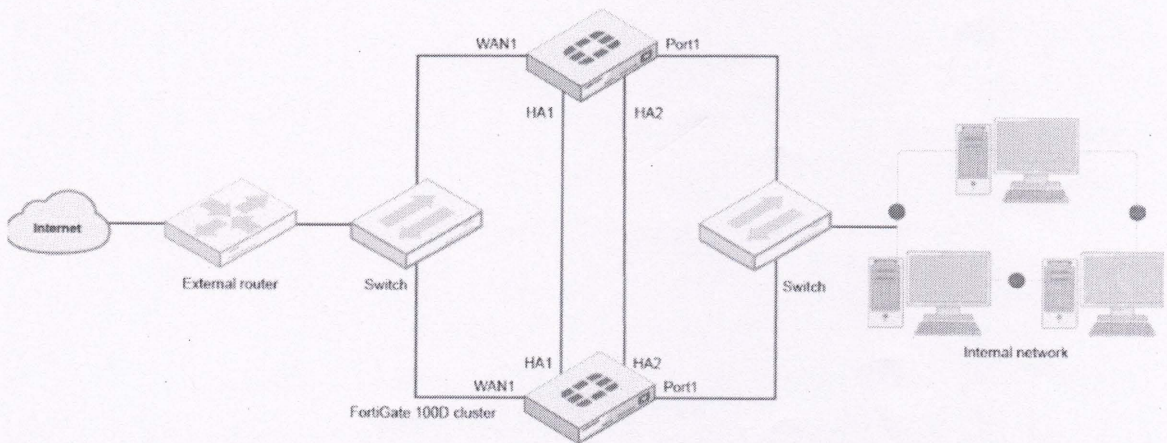 WAN1
Port1
HA1
HA2
Internet
External router
Switch
Switch
Internal network
HA1
HA2
WAN1
Port1
FortiGate 100D cluster